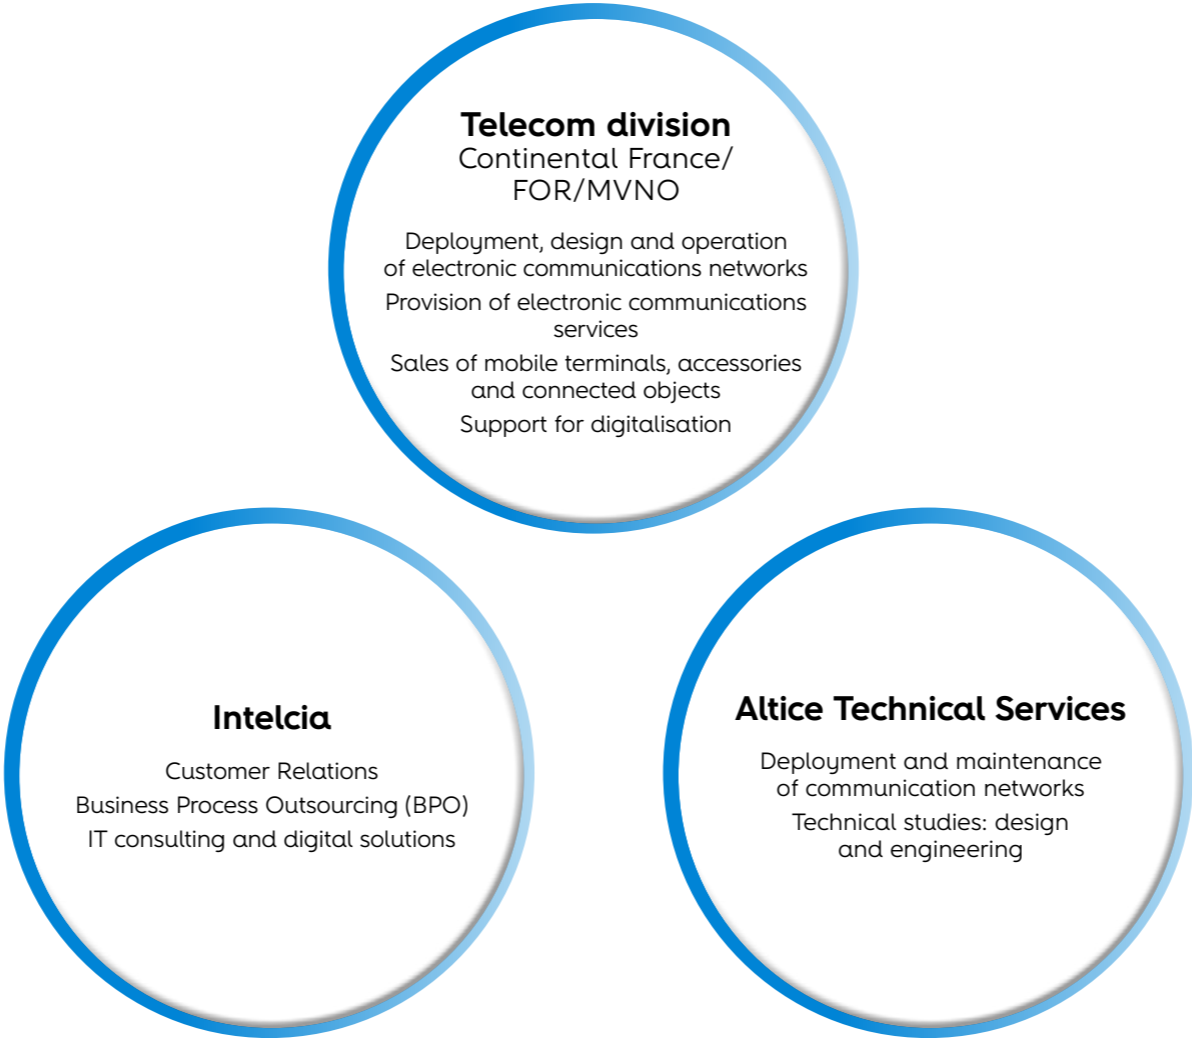 Telecom division
Continental France/
FOR/MVNO
Deployment, design and operation
of electronic communications networks
Provision of electronic communications
services
Sales of mobile terminals, accessories
and connected objects
Support for digitalisation
Intelcia
Customer Relations
Business Process Outsourcing (BPO)
IT consulting and digital solutions
Altice Technical Services
Deployment and maintenance
of communication networks
Technical studies: design
and engineering